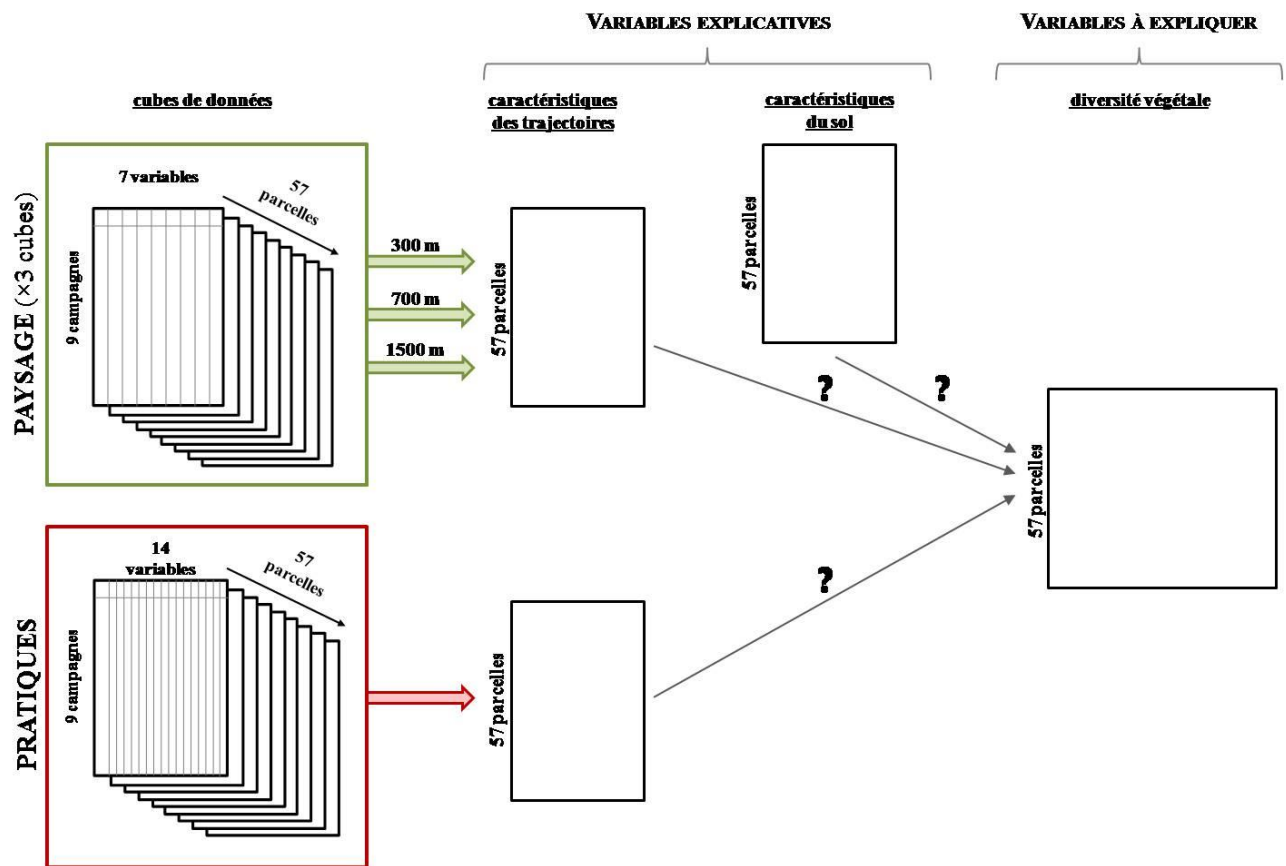 VARIABLES EXPLICATIVES
VARIABLES À EXPLIQUER
cubes de données
caractéristiques
des trajectoires
caractéristiques
du sol
diversité végétale
PAYSAGE (×3 cubes)
7 variables
57
parcelles
9 campagnes
300 m
700 m
1500 m
57 parcelles
57 parcelles
?
?
57 parcelles
PRATIQUES
14
variables
57
parcelles
9 campagnes
57 parcelles
?